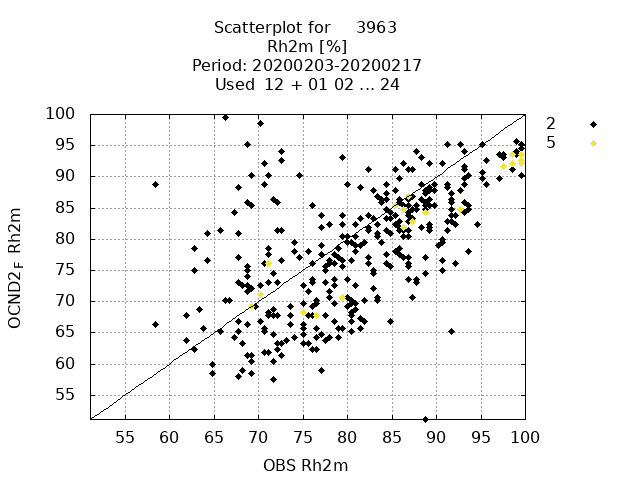 Scatterplot for 3963
Rh2m [%]
Period: 20200203-20200217
Used 12 + 01 02 ... 24
2
5
OCND2_F Rh2m
100
95
90
85
80
75
70
65
60
55
55 60 65 70 75 80 85 90 95 100
OBS Rh2m